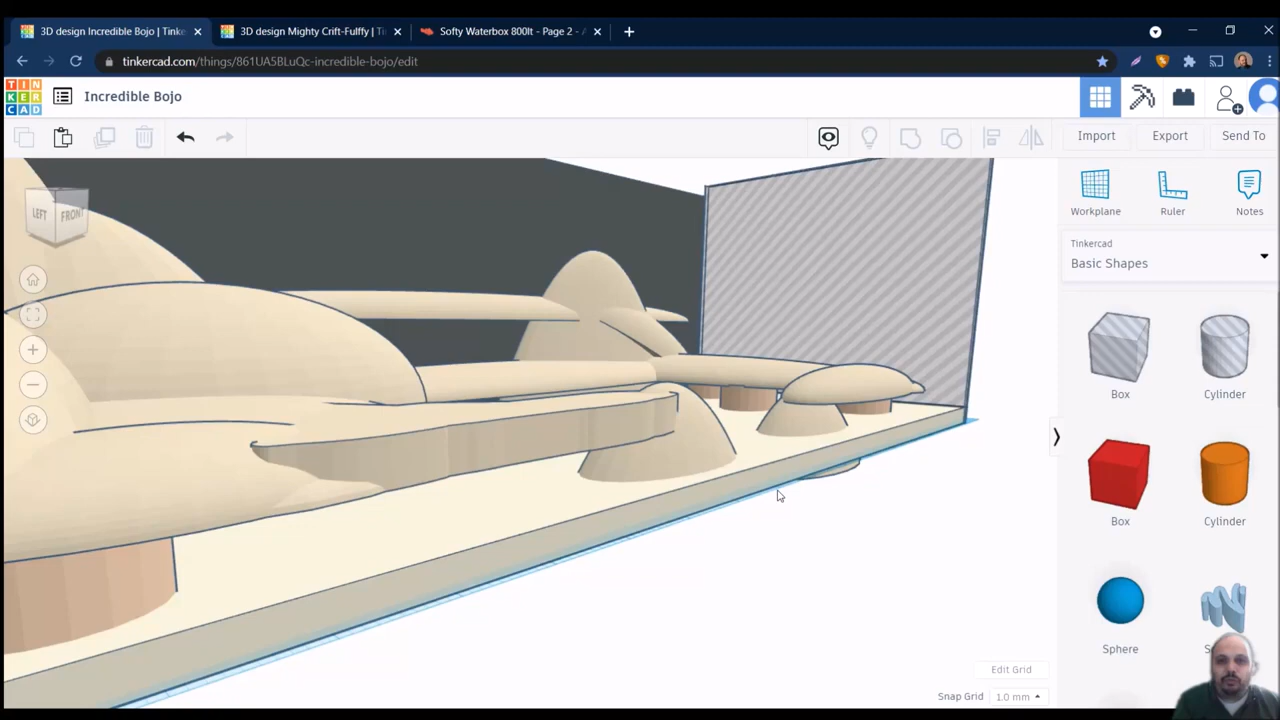 3D design Incredible Bojo | Tinke
3D design Mighty Crift-Fulffy | Ti
Softy Waterbox 800lt - Page 2 - A
tinkercad.com/things/861UA5BLuQc-incredible-bojo/edit
TIN
KER
CAD
Incredible Bojo
Import
Export
Send To
LEFT
FRONT
Workplane
Ruler
Notes
Tinkercad
Basic Shapes
Box
Cylinder
Box
Cylinder
Sphere
Edit Grid
Snap Grid
1.0 mm